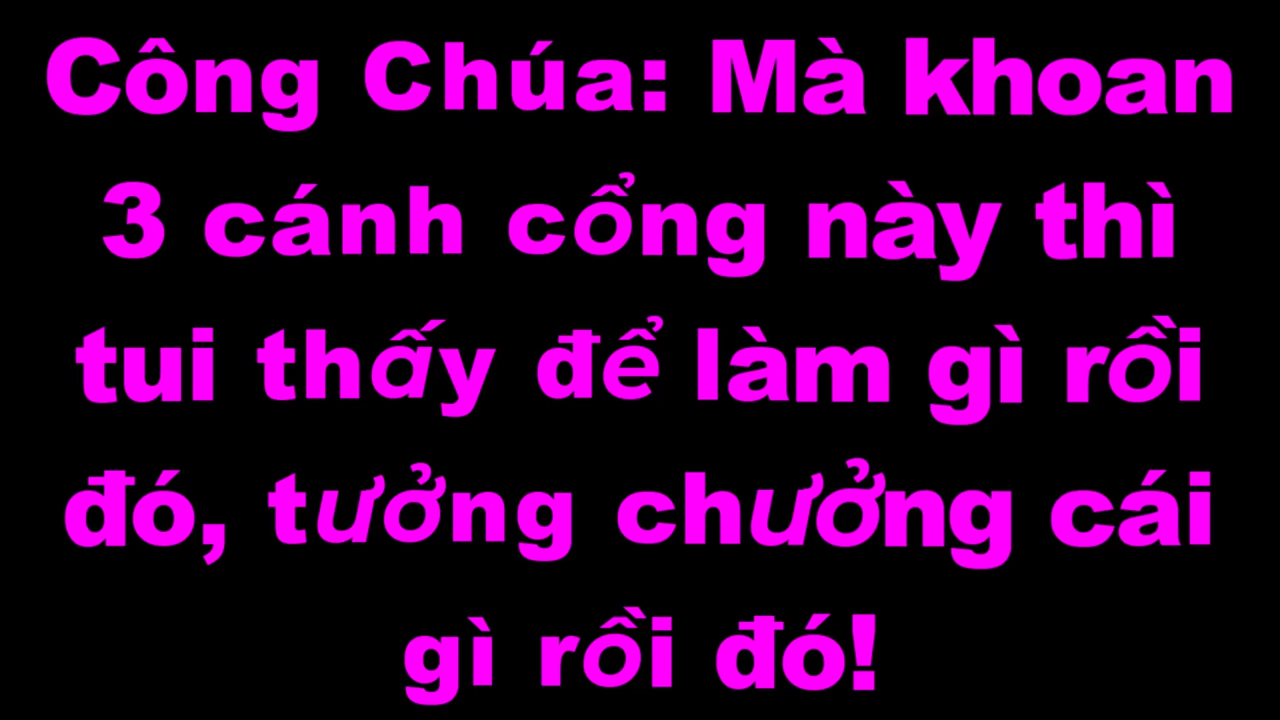 Công Chúa: Mà khoan
3 cánh cổng này thì
tui thấy để làm gì rồi
đó, tưởng chưởng cái
gì rồi đó!